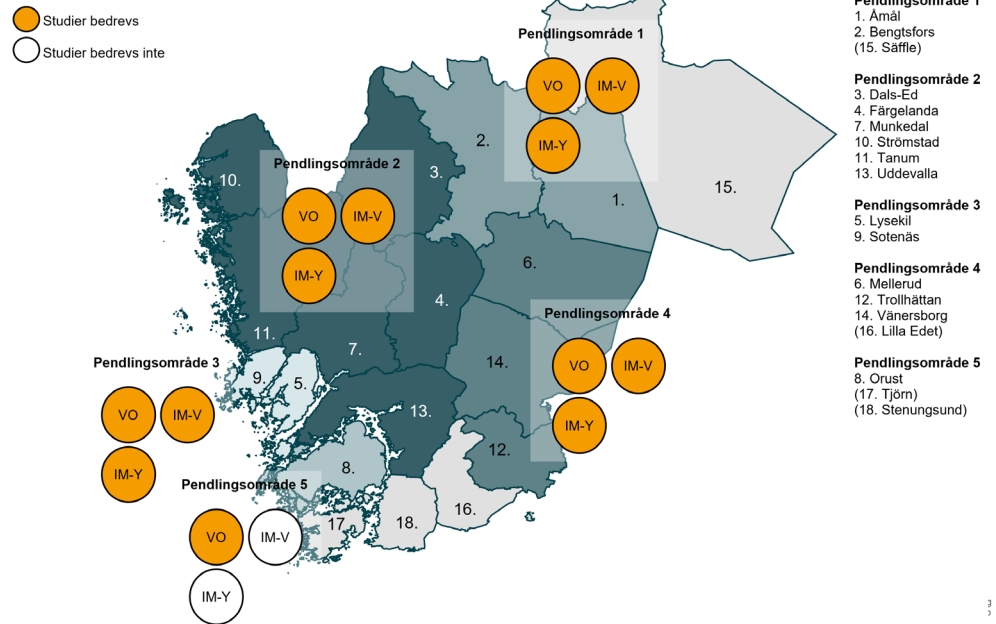 Studier bedrevs
Studier bedrevs inte
Pendlingsområde 1
VO
IM-V
IM-Y
Pendlingsområde 2
VO
IM-V
IM-Y
Pendlingsområde 3
VO
IM-V
IM-Y
Pendlingsområde 4
VO
IM-V
IM-Y
Pendlingsområde 5
VO
IM-V
IM-Y
1.
2.
3.
4.
5.
6.
7.
8.
9.
10.
11.
12.
13.
14.
15.
16.
17
18.
Pendlingsområde 1
1. Åmål
2. Bengtsfors
(15. Säffle)
Pendlingsområde 2
3. Dals-Ed
4. Färgelanda
7. Munkedal
10. Strömstad
11. Tanum
13. Uddevalla
Pendlingsområde 3
5. Lysekil
9. Sotenäs
Pendlingsområde 4
6. Mellerud
12. Trollhättan
14. Vänersborg
(16. Lilla Edet)
Pendlingsområde 5
8. Orust
(17. Tjörn)
(18. Stenungsund)